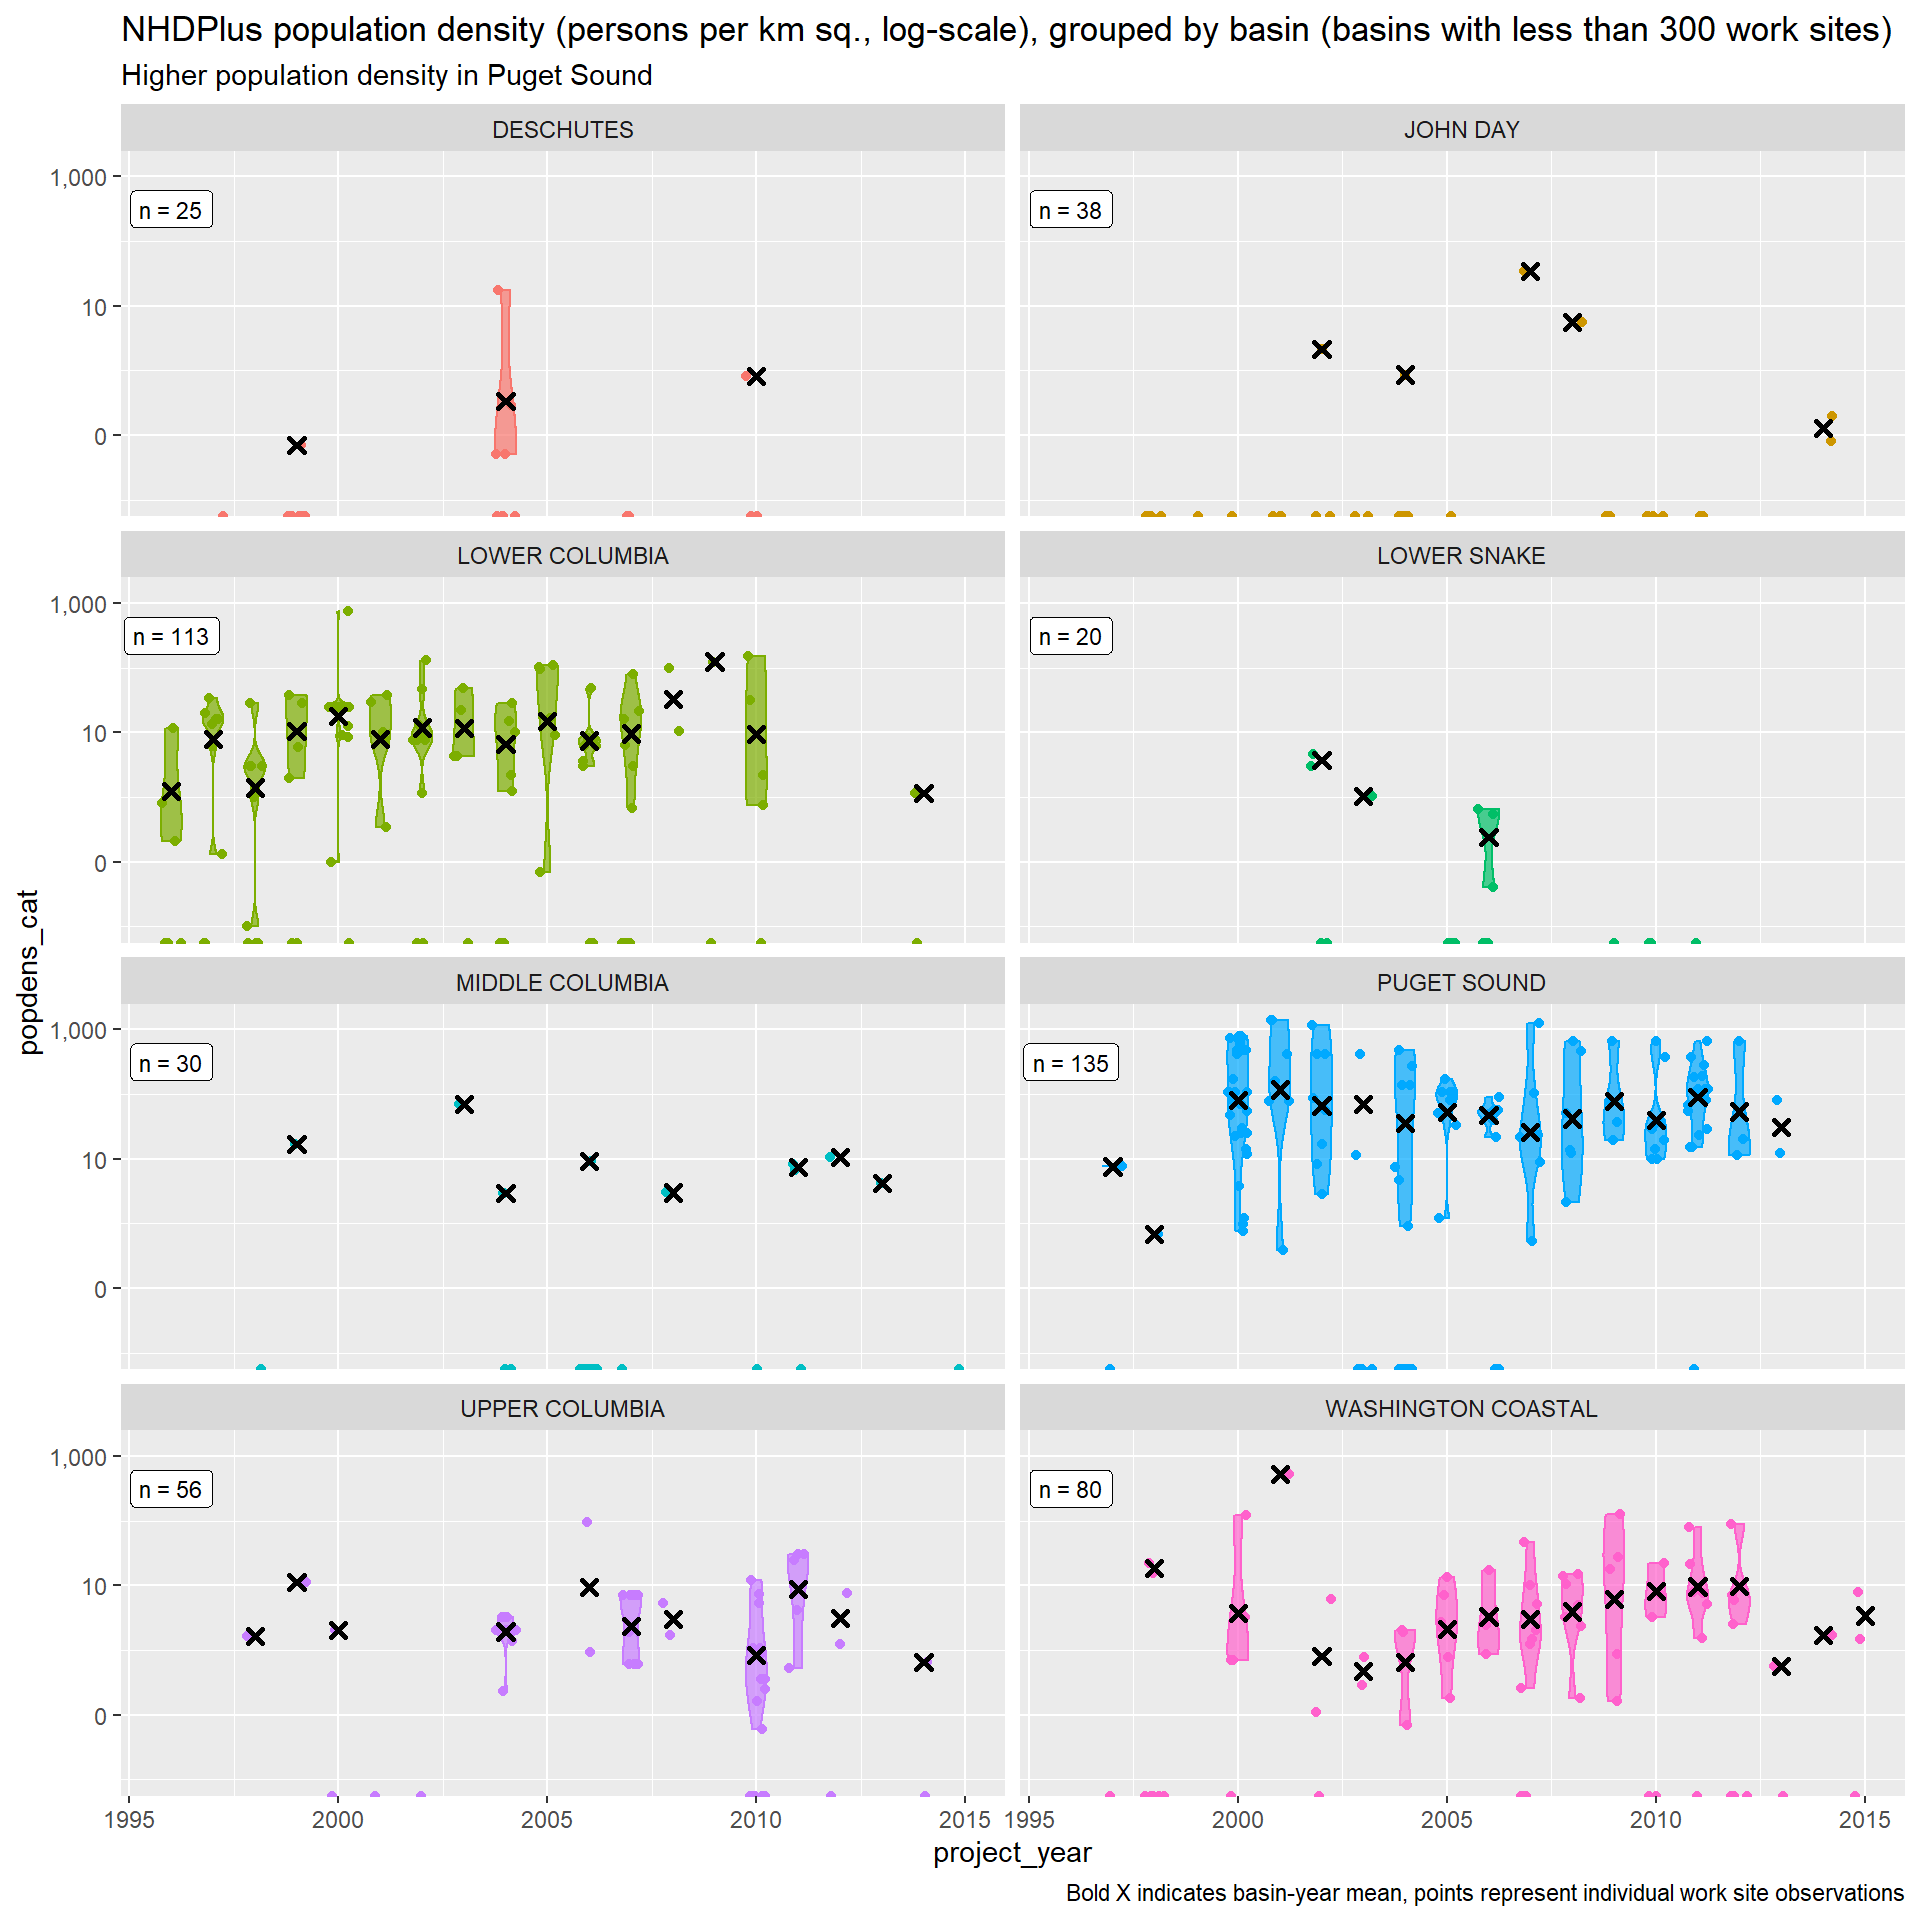 NHDPlus population density (persons per km sq., log-scale), grouped by basin (basins with less than 300 work sites)
Higher population density in Puget Sound
DESCHUTES
JOHN DAY
1,000
10
0
n = 25
n = 38
LOWER COLUMBIA
LOWER SNAKE
1,000
10
0
n = 113
n = 20
MIDDLE COLUMBIA
PUGET SOUND
1,000
10
0
n = 30
n = 135
UPPER COLUMBIA
WASHINGTON COASTAL
1,000
10
0
n = 56
n = 80
popdens_cat
1995 2000 2005 2010 2015 1995 2000 2005 2010 2015
project_year
Bold X indicates basin-year mean, points represent individual work site observations